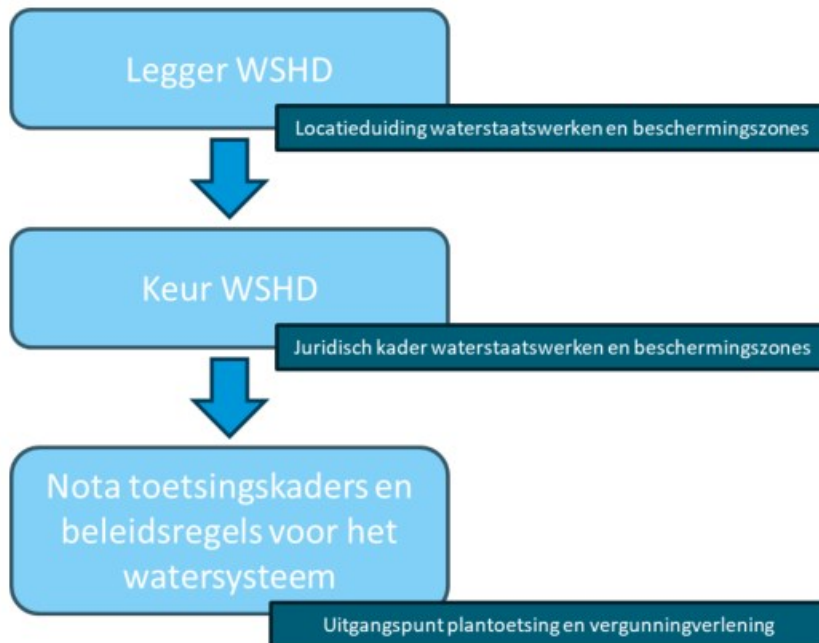 Legger WSHD
Locatieduiding waterstaatswerken en beschermingszones
Keur WSHD
Juridisch kader waterstaatswerken en beschermingszones
Nota toetsingskaders en
beleidsregels voor het
watersysteem
Uitgangspunt plantoetsing en vergunningverlening